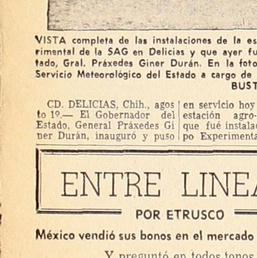 VISTA completa de las instalaciones de la es
rimental de la SAG en Delicias y que ayer fu
tado, Gral. Práxedes Giner Durán. En la foto
Servicio Meteorológico del Estado a cargo de
BUST
CD. DELICIAS, Chih., agos
to 19.— El Gobernador del
Estado, General Práxedes Gi
ner Durán, inauguró y puso
en servicio hoy
estación agro-
que fué instalac
po Experimenta
ENTRE LINEA
POR ETRUSCO
México vendió sus bonos en el mercado
Y preguntó en todos tonos